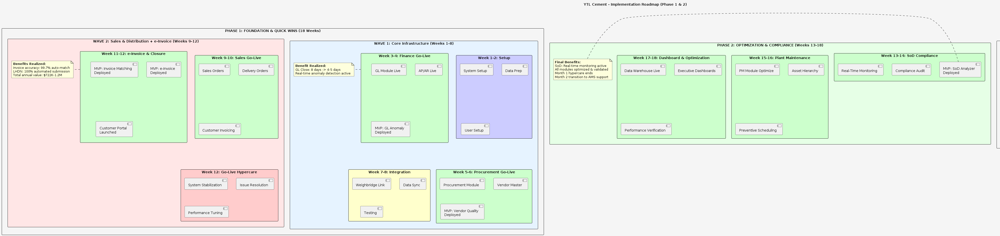 YTL Cement - Implementation Roadmap (Phase 1 & 2)
PHASE 1: FOUNDATION & QUICK WINS (18 Weeks)
WAVE 2: Sales & Distribution + e-Invoice (Weeks 9-12)
Benefits Realized:
Invoice accuracy: 99.7% auto-match
LHDN: 100% automated submission
Total annual value: $722K-1.2M
Week 11-12: e-Invoice & Closure
MVP: Invoice Matching
Deployed
MVP: e-Invoice
Deployed
Customer Portal
Launched
Week 9-10: Sales Go-Live
Sales Orders
Delivery Orders
Customer Invoicing
Week 12: Go-Live Hypercare
System Stabilization
Issue Resolution
Performance Tuning
WAVE 1: Core Infrastructure (Weeks 1-8)
Benefit Realized:
GL Close: 8 days -> 4-5 days
Real-time anomaly detection active
Week 3-4: Finance Go-Live
GL Module Live
AP/AR Live
MVP: GL Anomaly
Deployed
Week 1-2: Setup
System Setup
Data Prep
User Setup
Week 7-8: Integration
Weighbridge Link
Data Sync
Testing
Week 5-6: Procurement Go-Live
Procurement Module
Vendor Master
MVP: Vendor Quality
Deployed
PHASE 2: OPTIMIZATION & COMPLIANCE (Weeks 13-18)
Final Benefits:
SoD: Real-time monitoring active
All modules optimized & validated
Month 1 hypercare ends
Month 2 transition to AMS support
Week 17-18: Dashboard & Optimization
Data Warehouse Live
Executive Dashboards
Performance Verification
Week 15-16: Plant Maintenance
PM Module Optimize
Asset Hierarchy
Preventive Scheduling
Week 13-14: SoD Compliance
Real-Time Monitoring
Compliance Audit
MVP: SoD Analyzer
Deployed